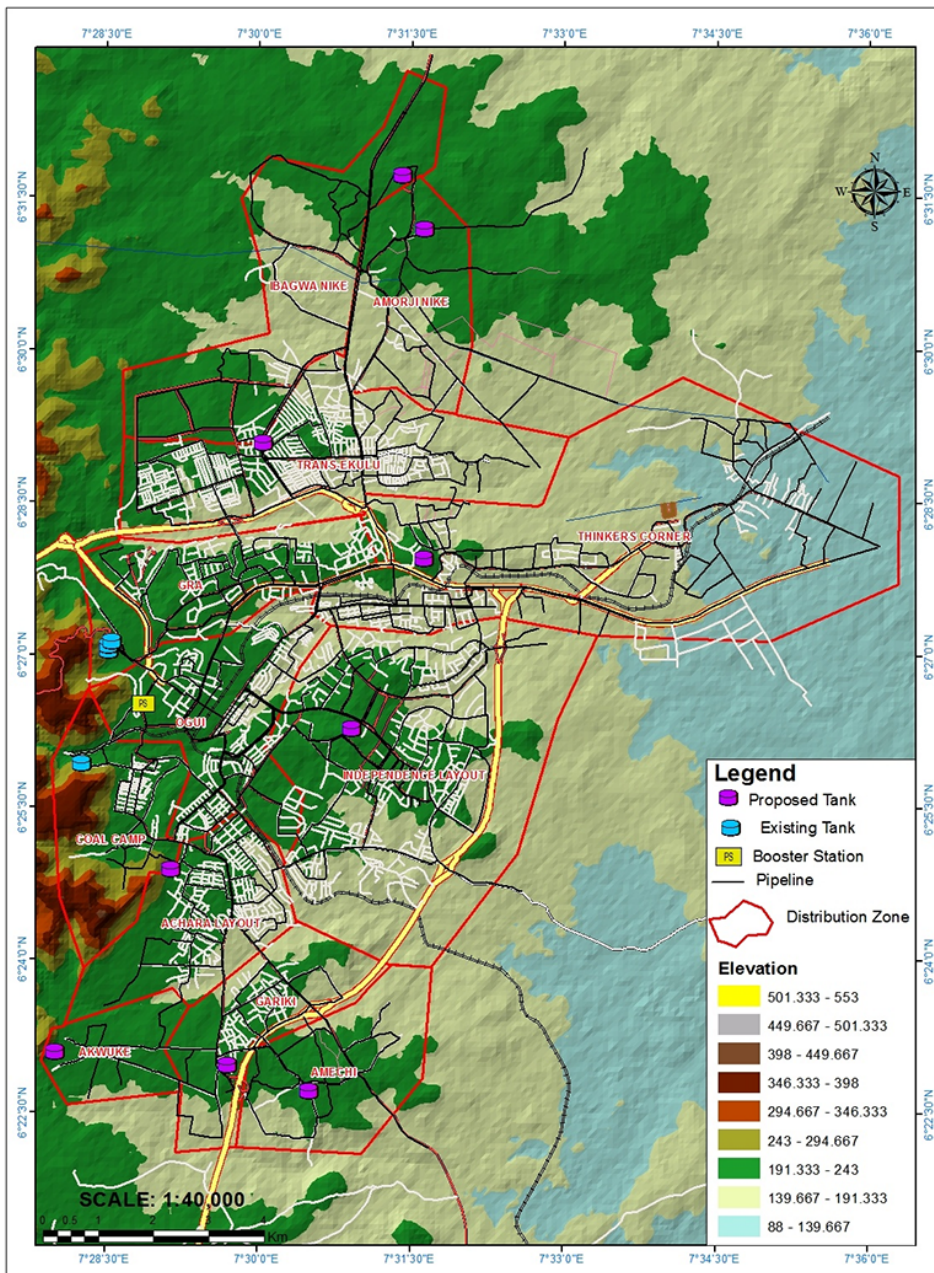 7°28'30"E 7°30'0"E 7°31'30"E 7°33'0"E 7°34'30"E 7°36'0"E
N
W E
S
6°31'30"N 6°31'30"N
IBAGWA NIKE
AMORJI NIKE
6°30'0"N 6°30'0"N
TRANS-EKULU
6°28'30"N 6°28'30"N
THINKERS CORNER
GRA
6°27'0"N 6°27'0"N
PS
OGUI
INDEPENDENCE LAYOUT
6°25'30"N 6°25'30"N
COAL CAMP
ACHARA LAYOUT
6°24'0"N 6°24'0"N
GARIKI
AKWUKE
AMECHI
6°22'30"N 6°22'30"N
SCALE: 1:40,000
0 0.5 1 2 3 4
Km
Legend
Proposed Tank
Existing Tank
PS Booster Station
Pipeline
Distribution Zone
Elevation
501.333 - 553
449.667 - 501.333
398 - 449.667
346.333 - 398
294.667 - 346.333
243 - 294.667
191.333 - 243
139.667 - 191.333
88 - 139.667
7°28'30"E 7°30'0"E 7°31'30"E 7°33'0"E 7°34'30"E 7°36'0"E